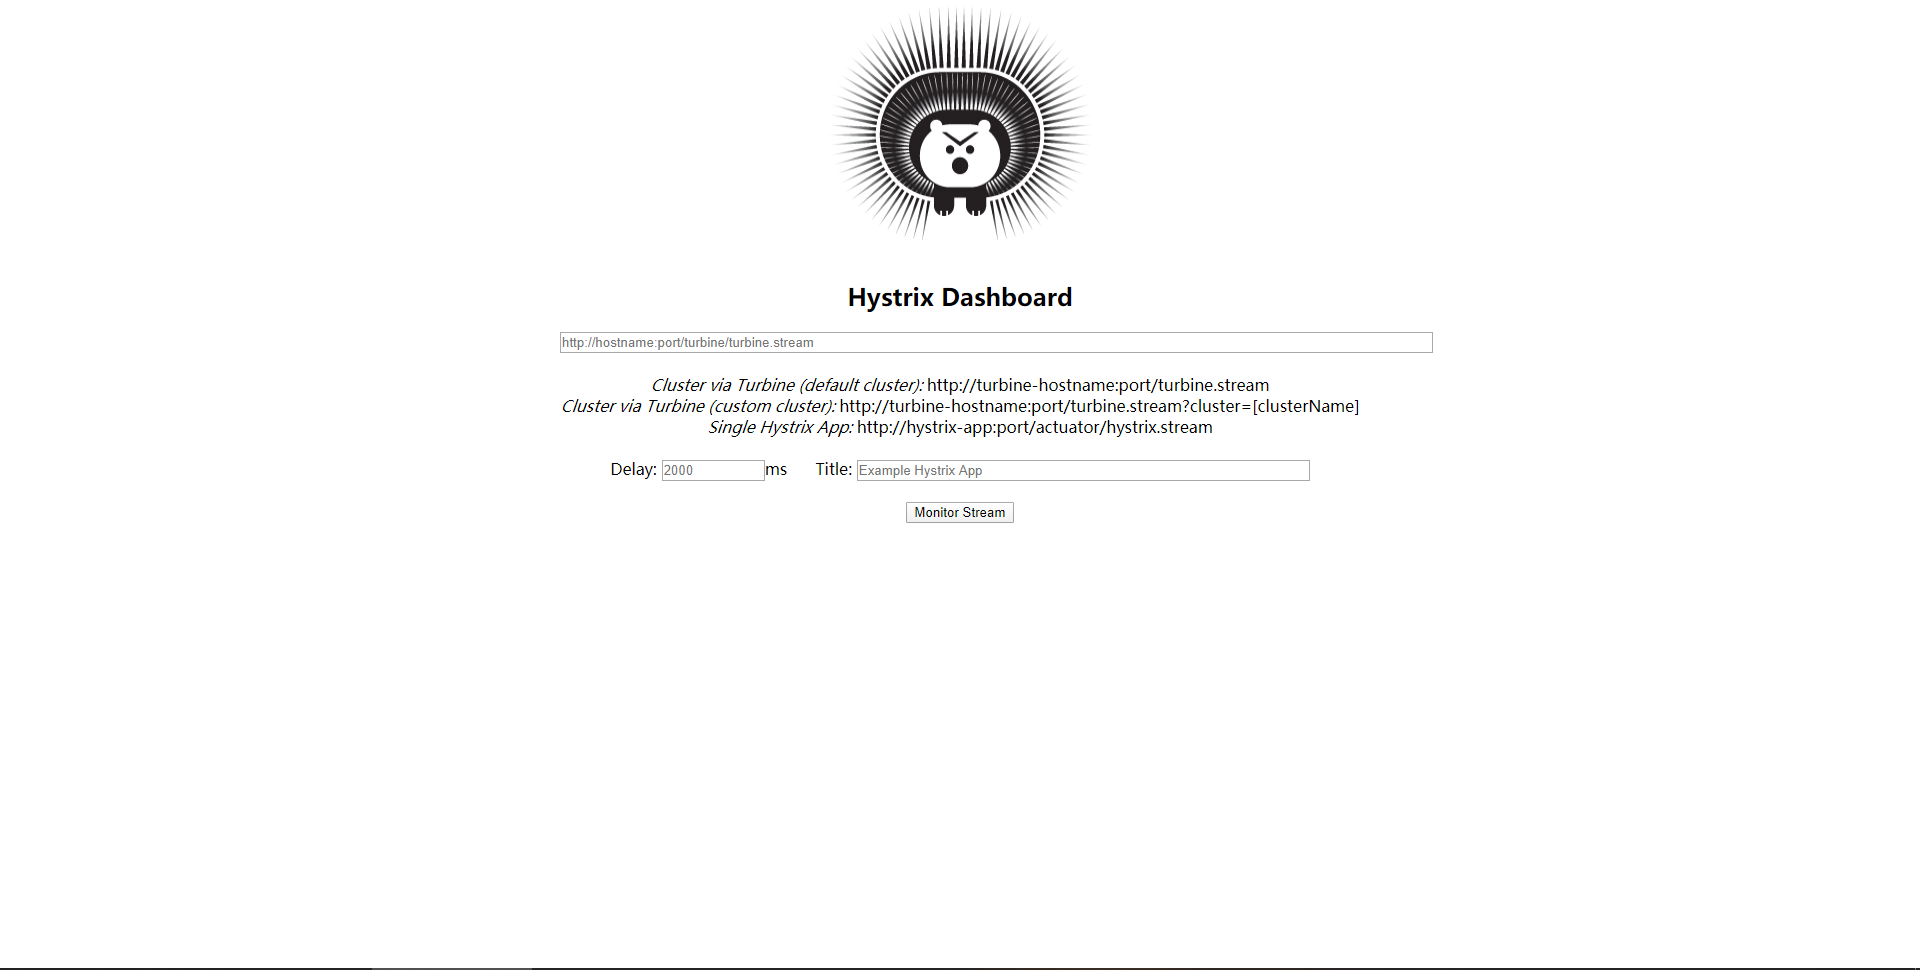 Hystrix Dashboard
http://hostname:port/turbine/turbine.stream
Cluster via Turbine (default cluster): http://turbine-hostname:port/turbine.stream
Cluster via Turbine (custom cluster): http://turbine-hostname:port/turbine.stream?cluster=[clusterName]
Single Hystrix App: http://hystrix-app:port/actuator/hystrix.stream
Delay: 2000 ms Title: Example Hystrix App
Monitor Stream